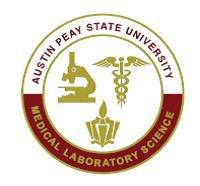 AUSTIN PEAY STATE UNIVERSITY
MEDICAL LABORATORY SCIENCE